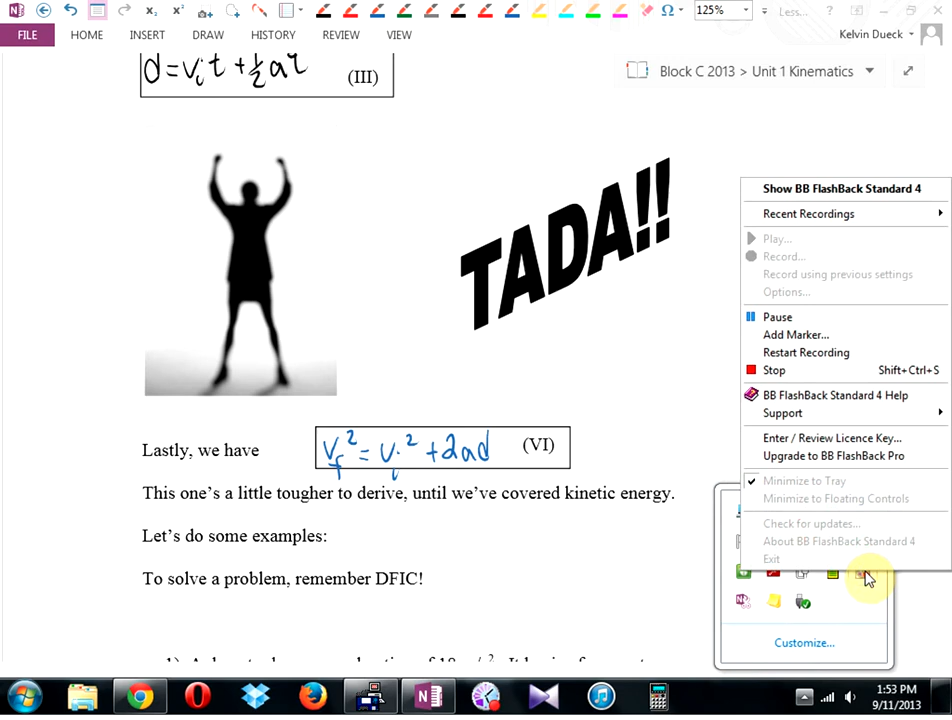 125%
Less...
?
FILE HOME INSERT DRAW HISTORY REVIEW VIEW
Kelvin Dueck
Block C 2013 > Unit 1 Kinematics
(III)
TADA!!
Lastly, we have v_f² = v_i² + 2ad (VI)
This one's a little tougher to derive, until we've covered kinetic energy.
Let's do some examples:
To solve a problem, remember DFIC!
Show BB FlashBack Standard 4
Recent Recordings
Play...
Record...
Record using previous settings
Options...
Pause
Add Marker...
Restart Recording
Stop Shift+Ctrl+S
BB FlashBack Standard 4 Help
Support
Enter / Review Licence Key...
Upgrade to BB FlashBack Pro
Minimize to Tray
Minimize to Floating Controls
Check for updates...
About BB FlashBack Standard 4
Exit
Customize...
1:53 PM
9/11/2013